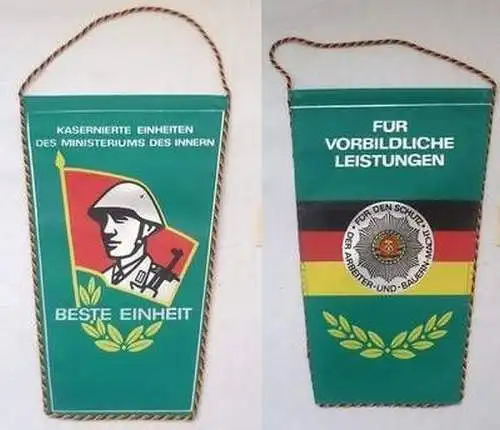 KASERNIERTE EINHEITEN
DES MINISTERIUMS DES INNERN
BESTE EINHEIT
FÜR
VORBILDLICHE
LEISTUNGEN
FÜR DEN SCHUTZ
DER ARBEITER-UND-BAUERN-MACHT